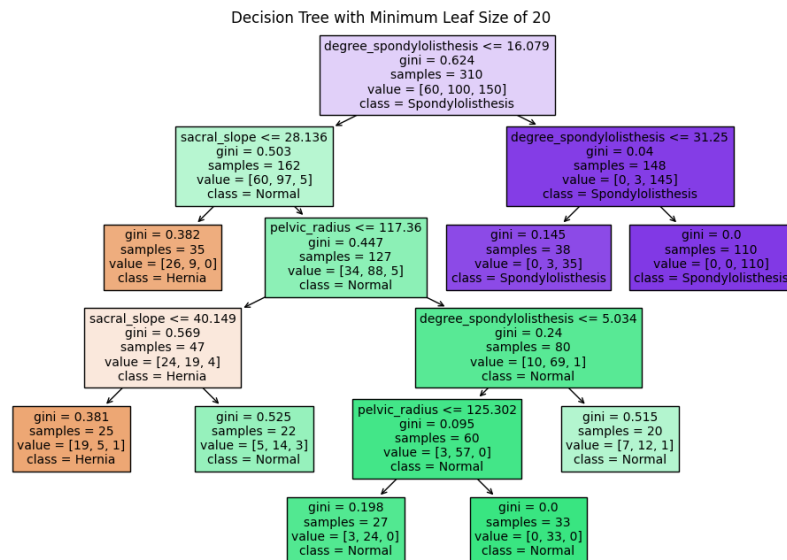 Decision Tree with Minimum Leaf Size of 20
degree_spondylolisthesis <= 16.079
gini = 0.624
samples = 310
value = [60, 100, 150]
class = Spondylolisthesis
sacral_slope <= 28.136
gini = 0.503
samples = 162
value = [60, 97, 5]
class = Normal
degree_spondylolisthesis <= 31.25
gini = 0.04
samples = 148
value = [0, 3, 145]
class = Spondylolisthesis
gini = 0.382
samples = 35
value = [26, 9, 0]
class = Hernia
pelvic_radius <= 117.36
gini = 0.447
samples = 127
value = [34, 88, 5]
class = Normal
gini = 0.145
samples = 38
value = [0, 3, 35]
class = Spondylolisthesis
gini = 0.0
samples = 110
value = [0, 0, 110]
class = Spondylolisthesis
sacral_slope <= 40.149
gini = 0.569
samples = 47
value = [24, 19, 4]
class = Hernia
degree_spondylolisthesis <= 5.034
gini = 0.24
samples = 80
value = [10, 69, 1]
class = Normal
gini = 0.381
samples = 25
value = [19, 5, 1]
class = Hernia
gini = 0.525
samples = 22
value = [5, 14, 3]
class = Normal
pelvic_radius <= 125.302
gini = 0.095
samples = 60
value = [3, 57, 0]
class = Normal
gini = 0.515
samples = 20
value = [7, 12, 1]
class = Normal
gini = 0.198
samples = 27
value = [3, 24, 0]
class = Normal
gini = 0.0
samples = 33
value = [0, 33, 0]
class = Normal